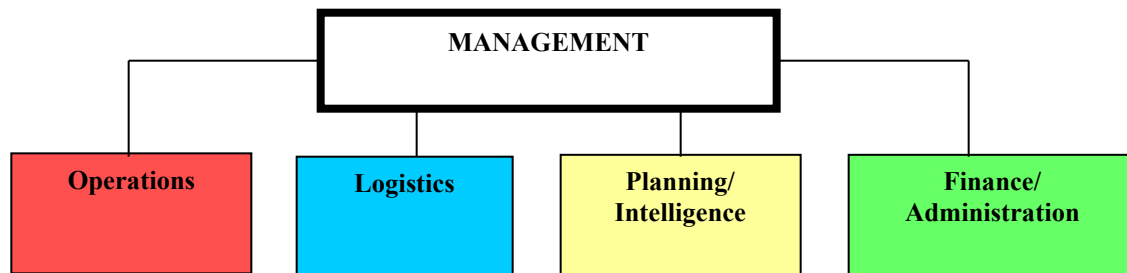 MANAGEMENT
Operations
Logistics
Planning/
Intelligence
Finance/
Administration